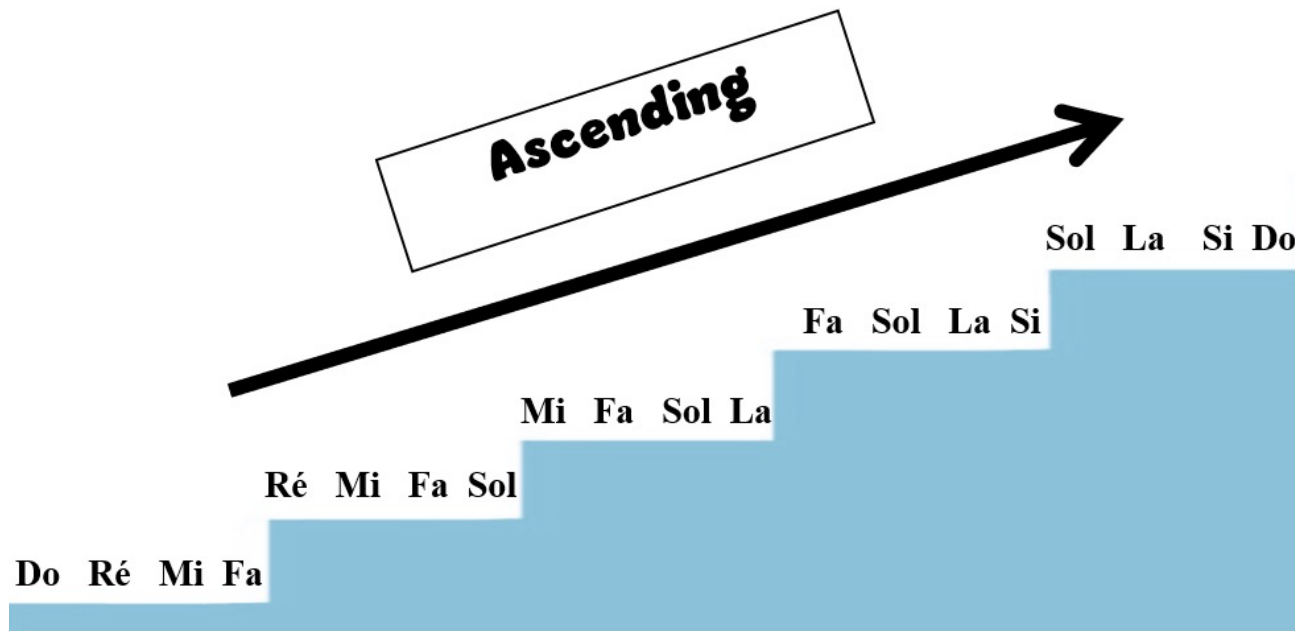 Ascending
Sol La Si Do
Fa Sol La Si
Mi Fa Sol La
Ré Mi Fa Sol
Do Ré Mi Fa